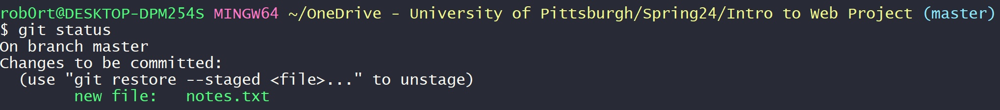 rob0rt@DESKTOP-DPM254S MINGW64 ~/OneDrive - University of Pittsburgh/Spring24/Intro to Web Project (master)
$ git status
On branch master
Changes to be committed:
  (use "git restore --staged <file>..." to unstage)
        new file:   notes.txt